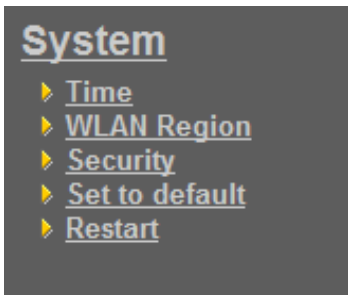 System
Time
WLAN Region
Security
Set to default
Restart